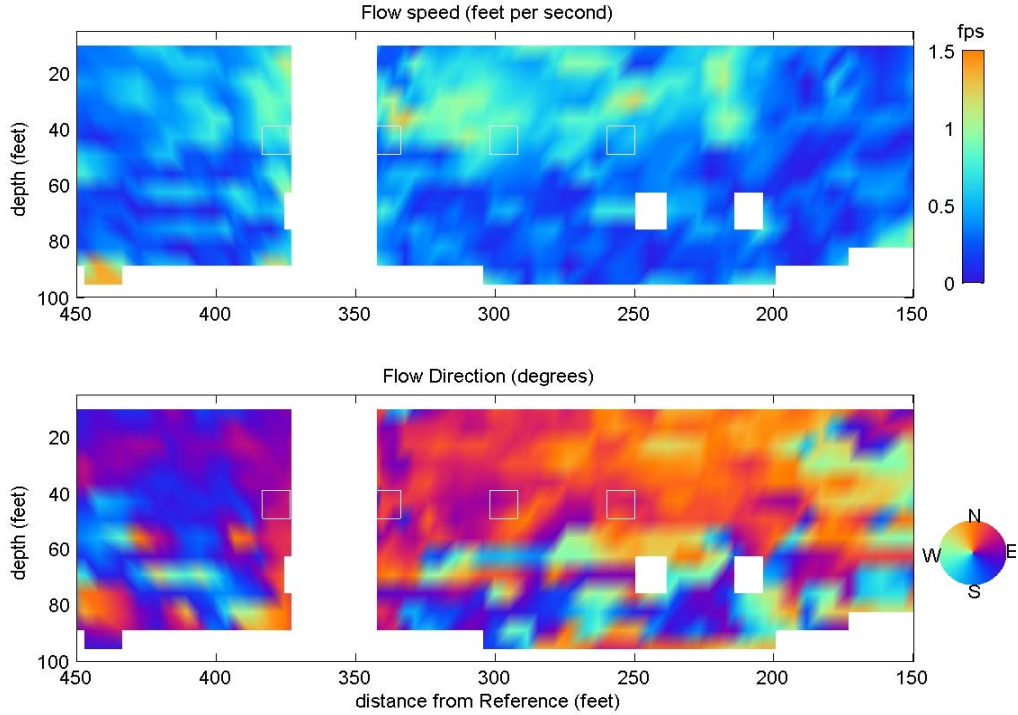 Flow speed (feet per second)
fps
20
40
60
80
100
depth (feet)
450 400 350 300 250 200 150
1.5
1
0.5
0
Flow Direction (degrees)
20
40
60
80
100
depth (feet)
450 400 350 300 250 200 150
distance from Reference (feet)
N
W E
S